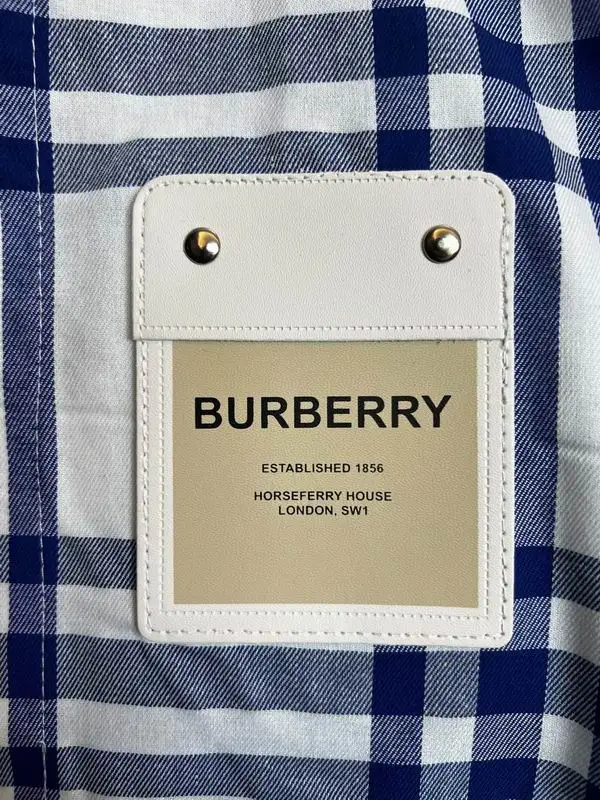 BURBERRY
ESTABLISHED 1856
HORSEFERRY HOUSE
LONDON, SW1